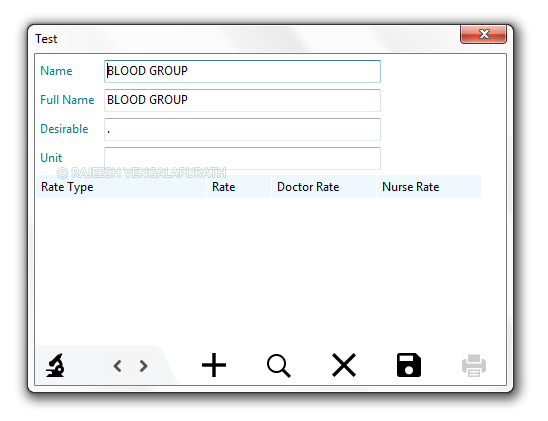 Test
Name BLOOD GROUP
Full Name BLOOD GROUP
Desirable .
Unit
© RAJEESH VENGALAPURATH
Rate Type Rate Doctor Rate Nurse Rate